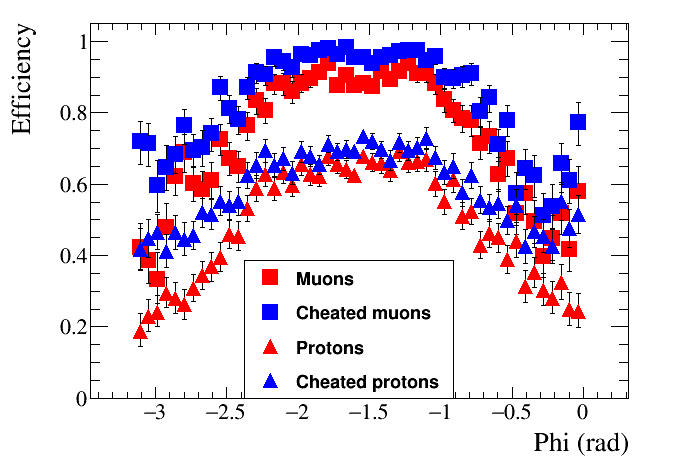 Efficiency
1
0.8
0.6
0.4
0.2
0
Muons
Cheated muons
Protons
Cheated protons
−3 −2.5 −2 −1.5 −1 −0.5 0
Phi (rad)